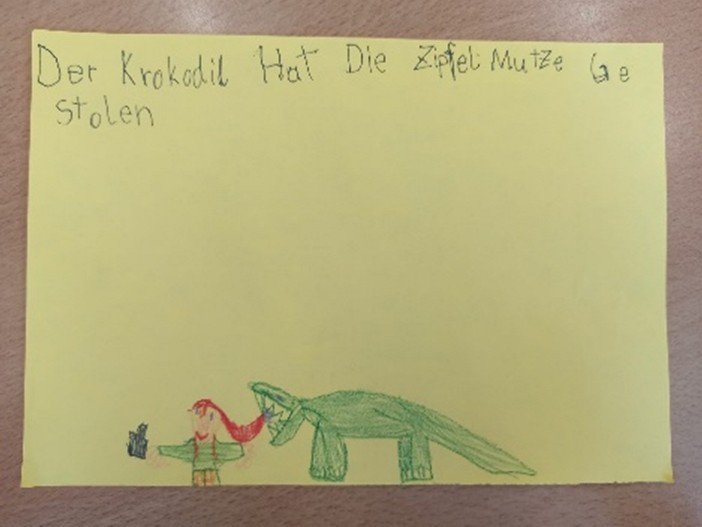 Der Krokodil Hat Die Zipfel Mutze Ge
stolen